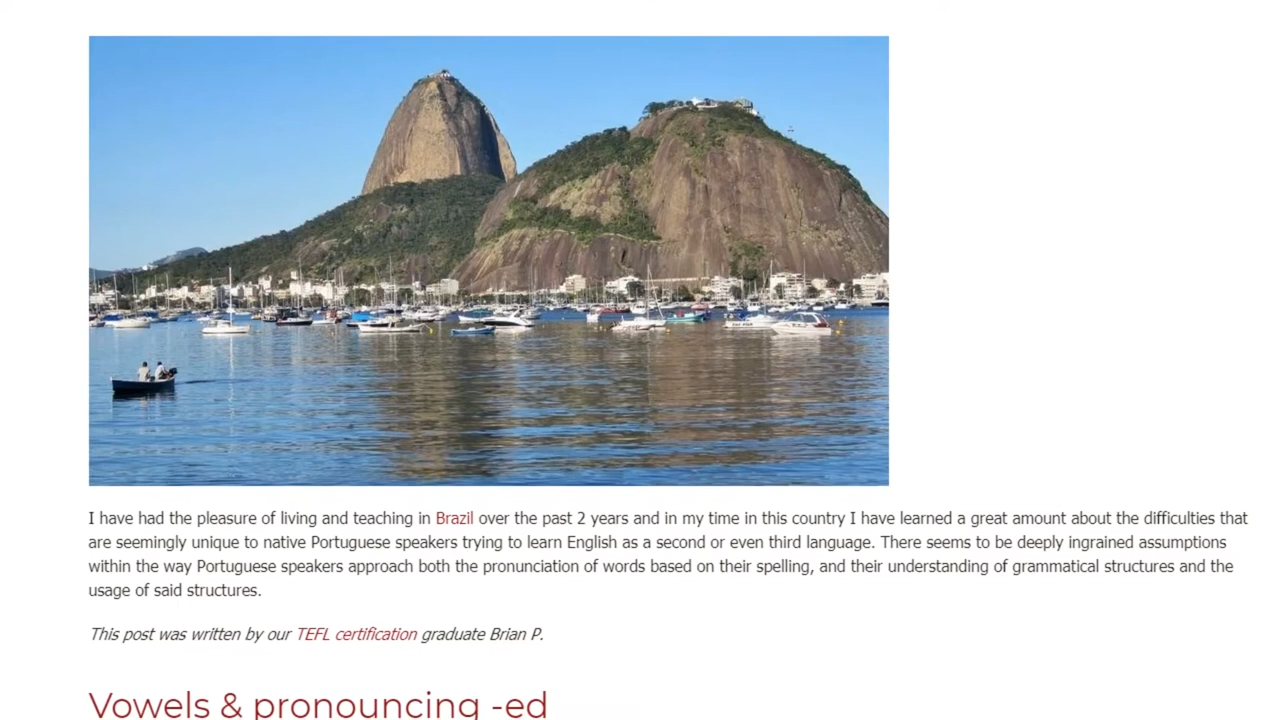 I have had the pleasure of living and teaching in Brazil over the past 2 years and in my time in this country I have learned a great amount about the difficulties that
are seemingly unique to native Portuguese speakers trying to learn English as a second or even third language. There seems to be deeply ingrained assumptions
within the way Portuguese speakers approach both the pronunciation of words based on their spelling, and their understanding of grammatical structures and the
usage of said structures.
This post was written by our TEFL certification graduate Brian P.
Vowels & pronouncing -ed